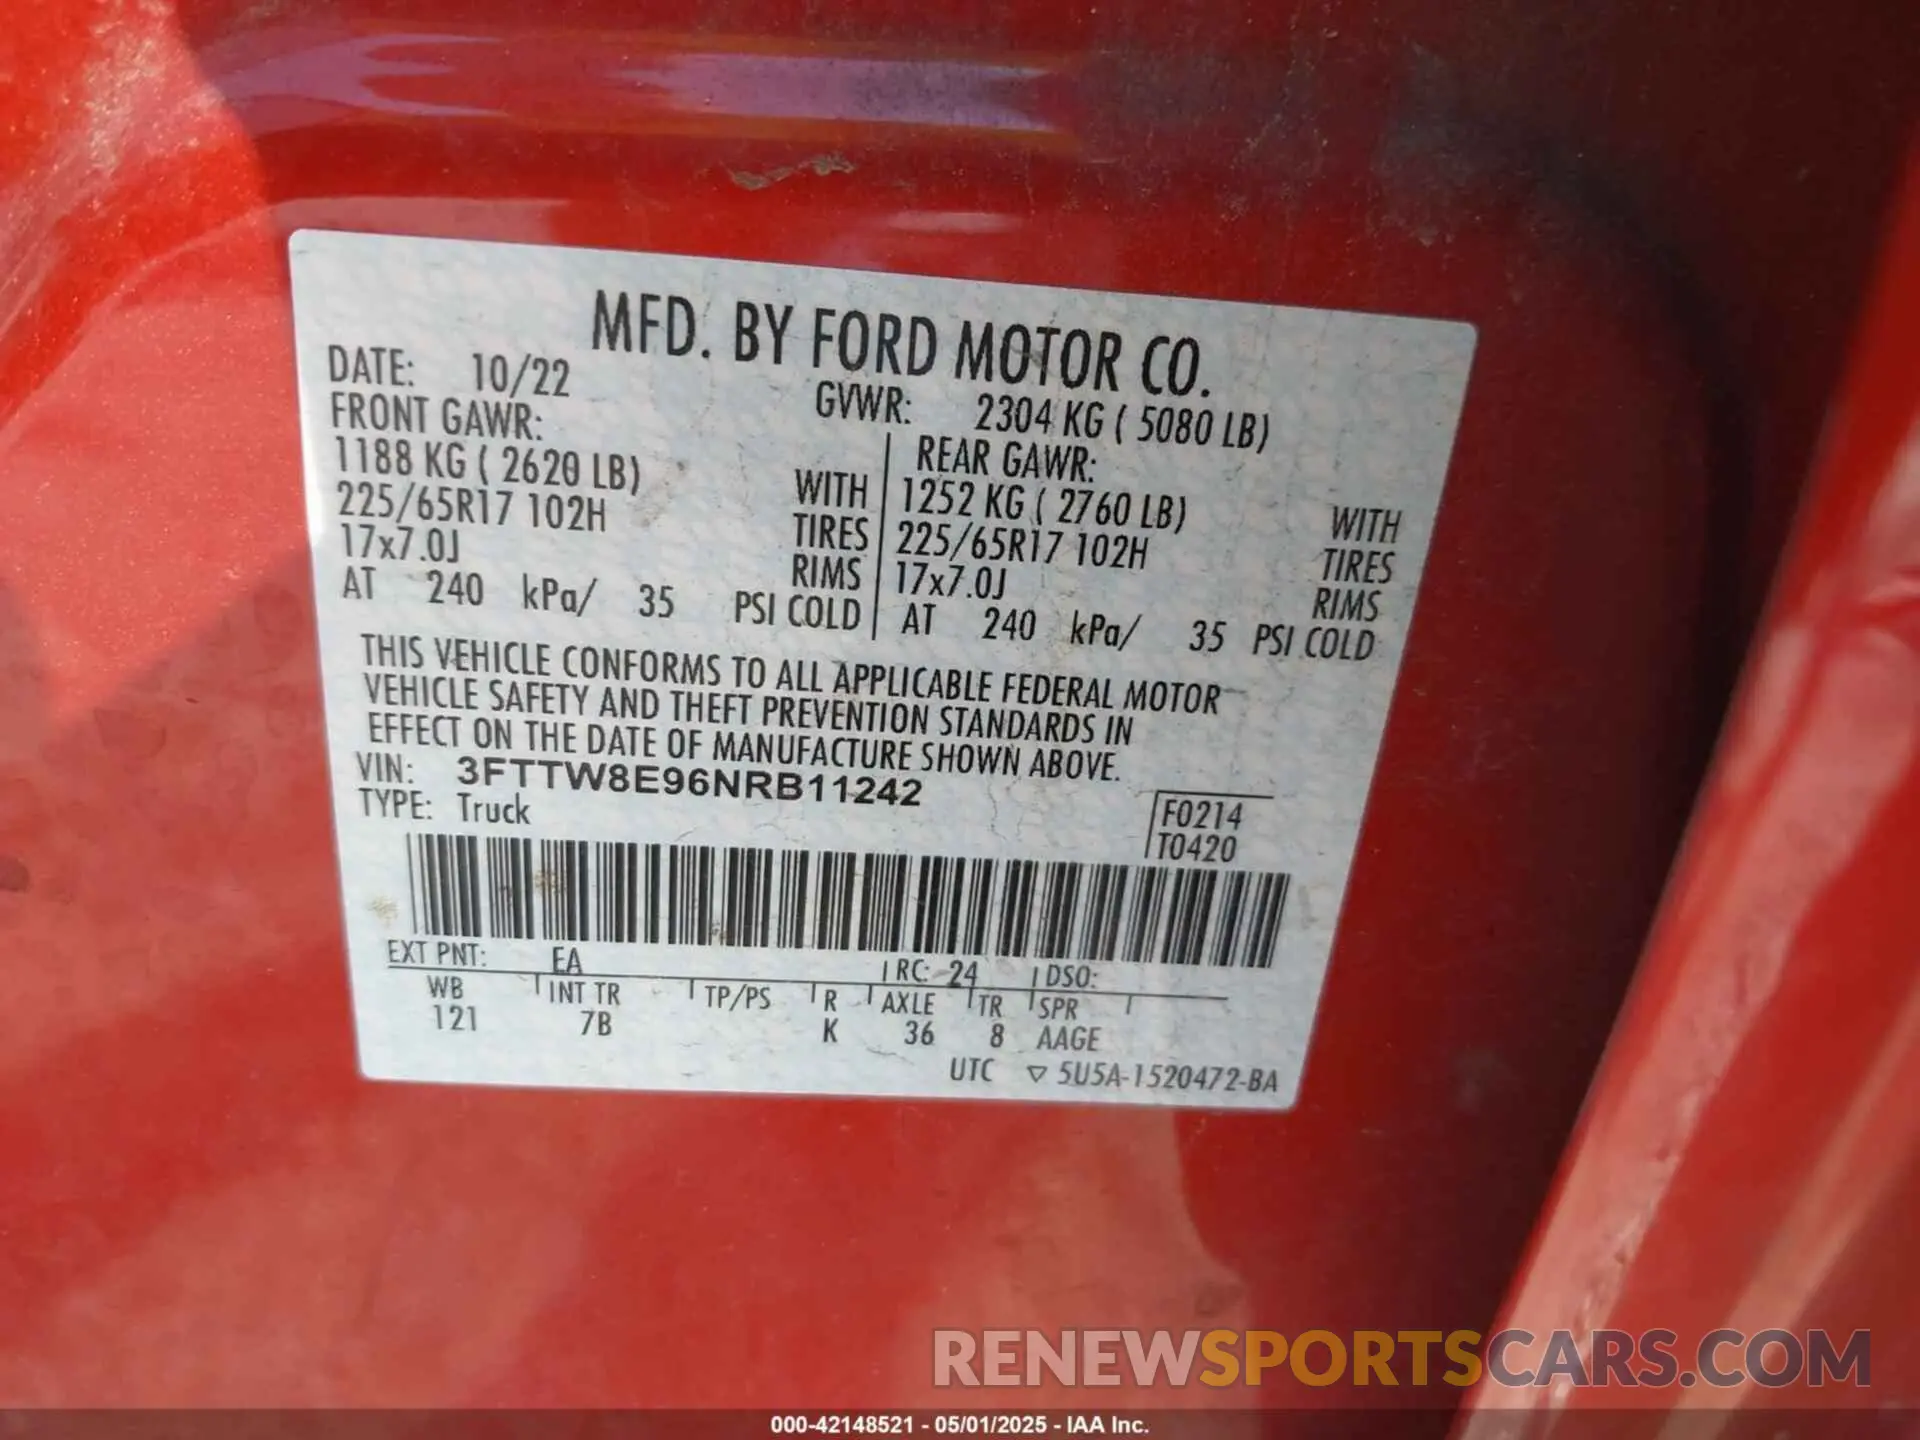 MFD. BY FORD MOTOR CO.
DATE: 10/22 GVWR: 2304 KG ( 5080 LB)
FRONT GAWR: REAR GAWR:
1188 KG ( 2620 LB) WITH 1252 KG ( 2760 LB) WITH
225/65R17 102H TIRES 225/65R17 102H TIRES
17x7.0J RIMS 17x7.0J RIMS
AT 240 kPa/ 35 PSI COLD AT 240 kPa/ 35 PSI COLD
THIS VEHICLE CONFORMS TO ALL APPLICABLE FEDERAL MOTOR
VEHICLE SAFETY AND THEFT PREVENTION STANDARDS IN
EFFECT ON THE DATE OF MANUFACTURE SHOWN ABOVE.
VIN: 3FTTW8E96NRB11242
TYPE: Truck F0214
T0420
EXT PNT: EA RC: 24 DSO:
WB INT TR TP/PS R AXLE TR SPR
121 7B K 36 8 AAGE
UTC ▽ 5U5A-1520472-BA
RENEWSPORTSCARS.COM
000-42148521 - 05/01/2025 - IAA Inc.